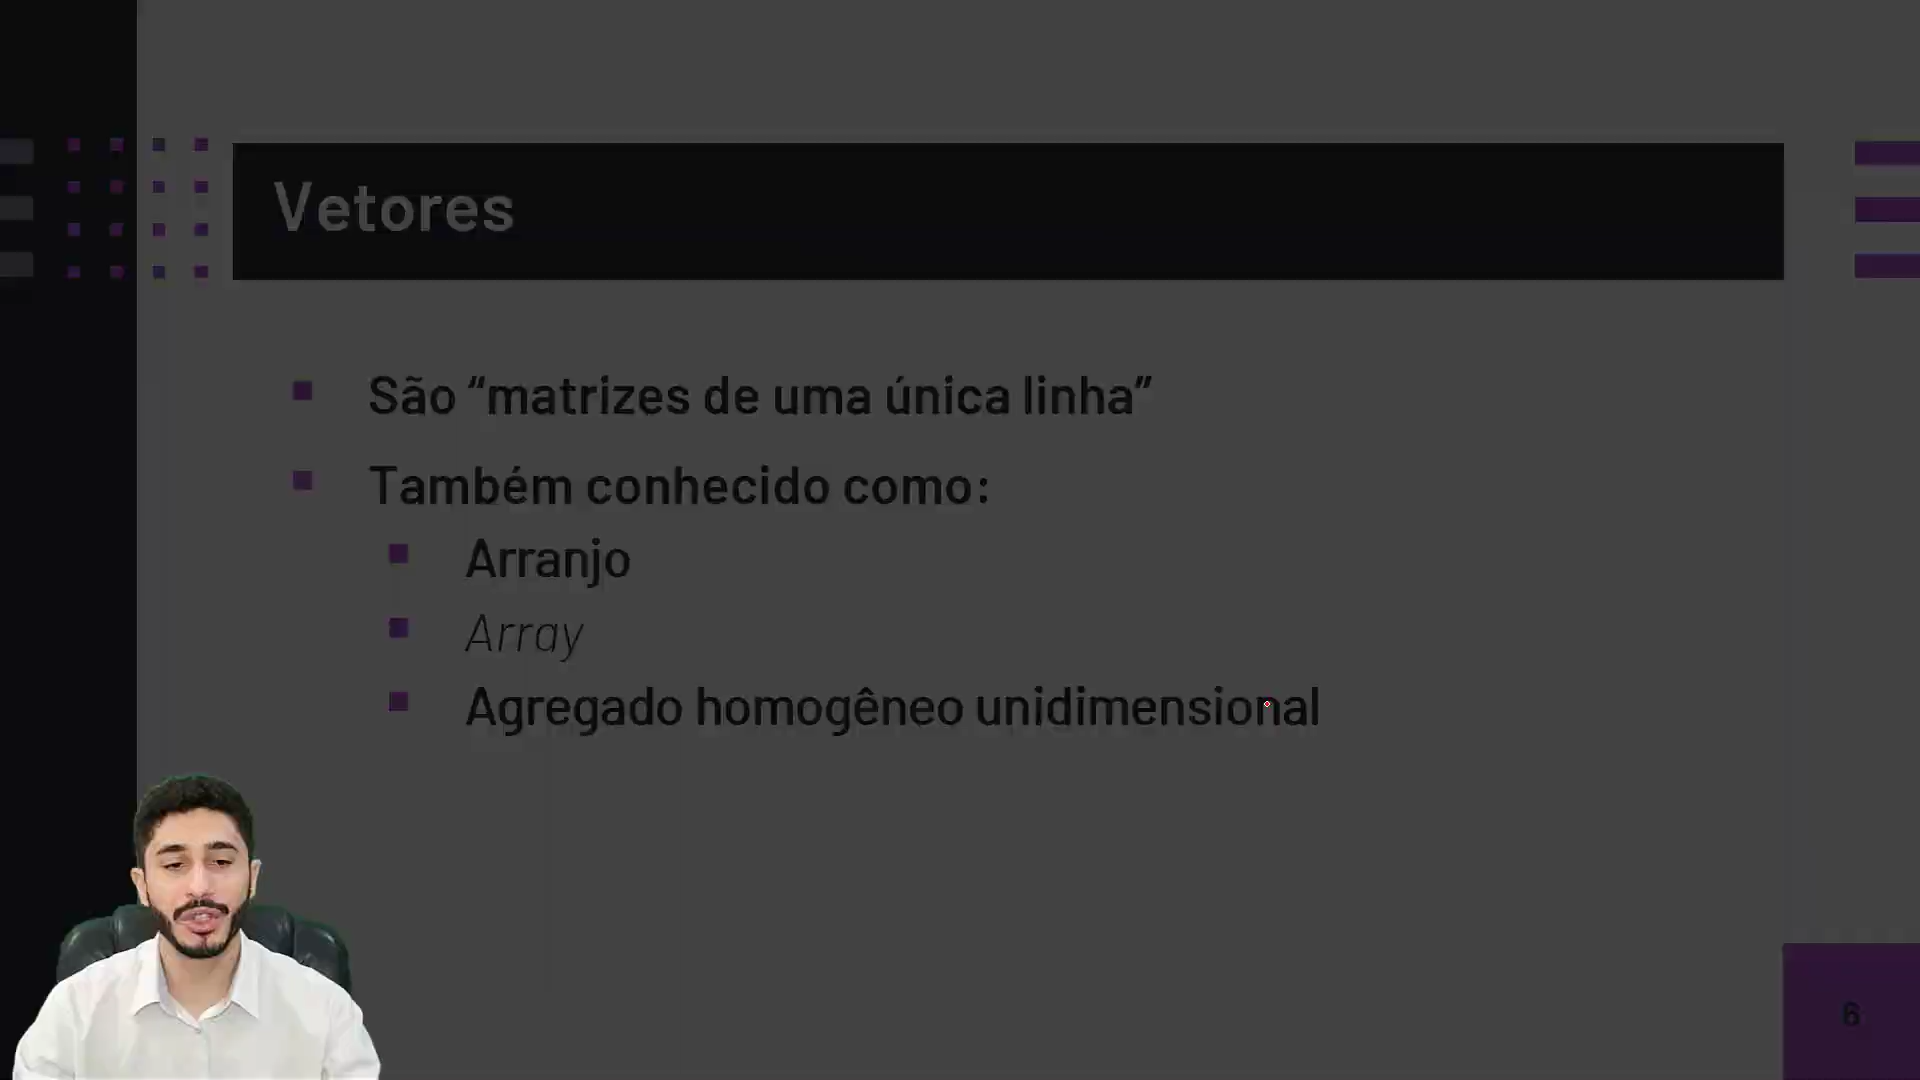 Vetores
São “matrizes de uma única linha”
Também conhecido como:
Arranjo
Array
Agregado homogêneo unidimensional
6